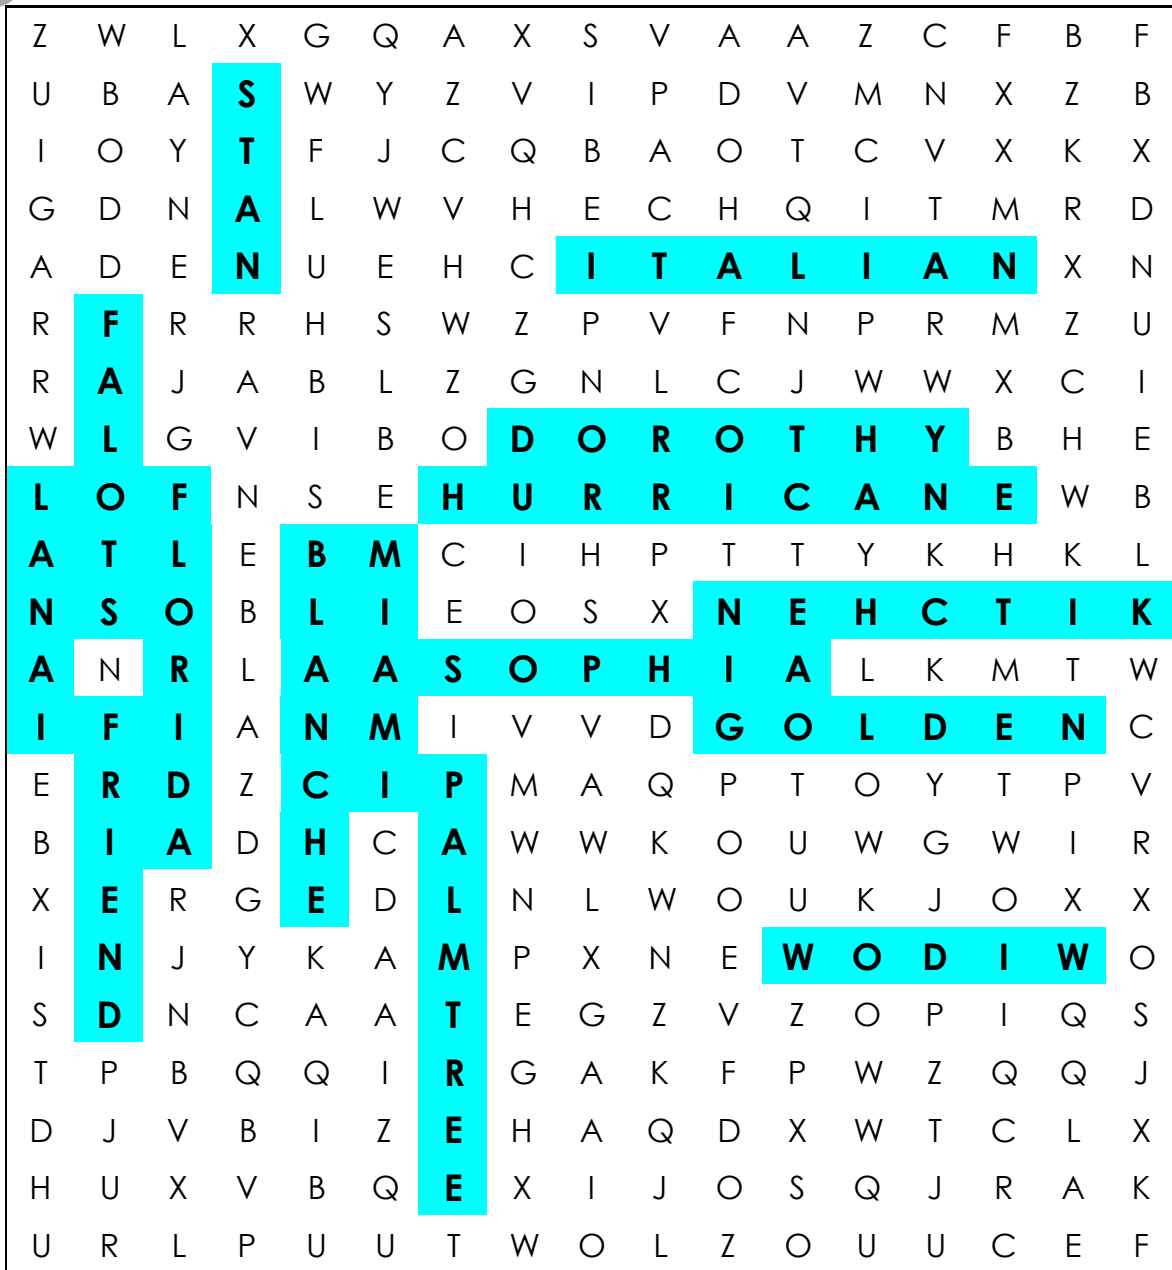 Z W L X G Q A X S V A A Z C F B F
U B A S W Y Z V I P D V M N X Z B
I O Y T F J C Q B A O T C V X K X
G D N A L W V H E C H Q I T M R D
A D E N U E H C I T A L I A N X N
R F R R H S W Z P V F N P R M Z U
R A J A B L Z G N L C J W W X C I
W L G V I B O D O R O T H Y B H E
L O F N S E H U R R I C A N E W B
A T L E B M C I H P T T Y K H K L
N S O B L I E O S X N E H C T I K
A N R L A A S O P H I A L K M T W
I F I A N M I V V D G O L D E N C
E R D Z C I P M A Q P T O Y T P V
B I A D H C A W W K O U W G W I R
X E R G E D L N L W O U K J O X X
I N J Y K A M P X N E W O D I W O
S D N C A A T E G Z V Z O P I Q S
T P B Q Q I R G A K F P W Z Q Q J
D J V B I Z E H A Q D X W T C L X
H U X V B Q E X I J O S Q J R A K
U R L P U U T W O L Z O U U C E F